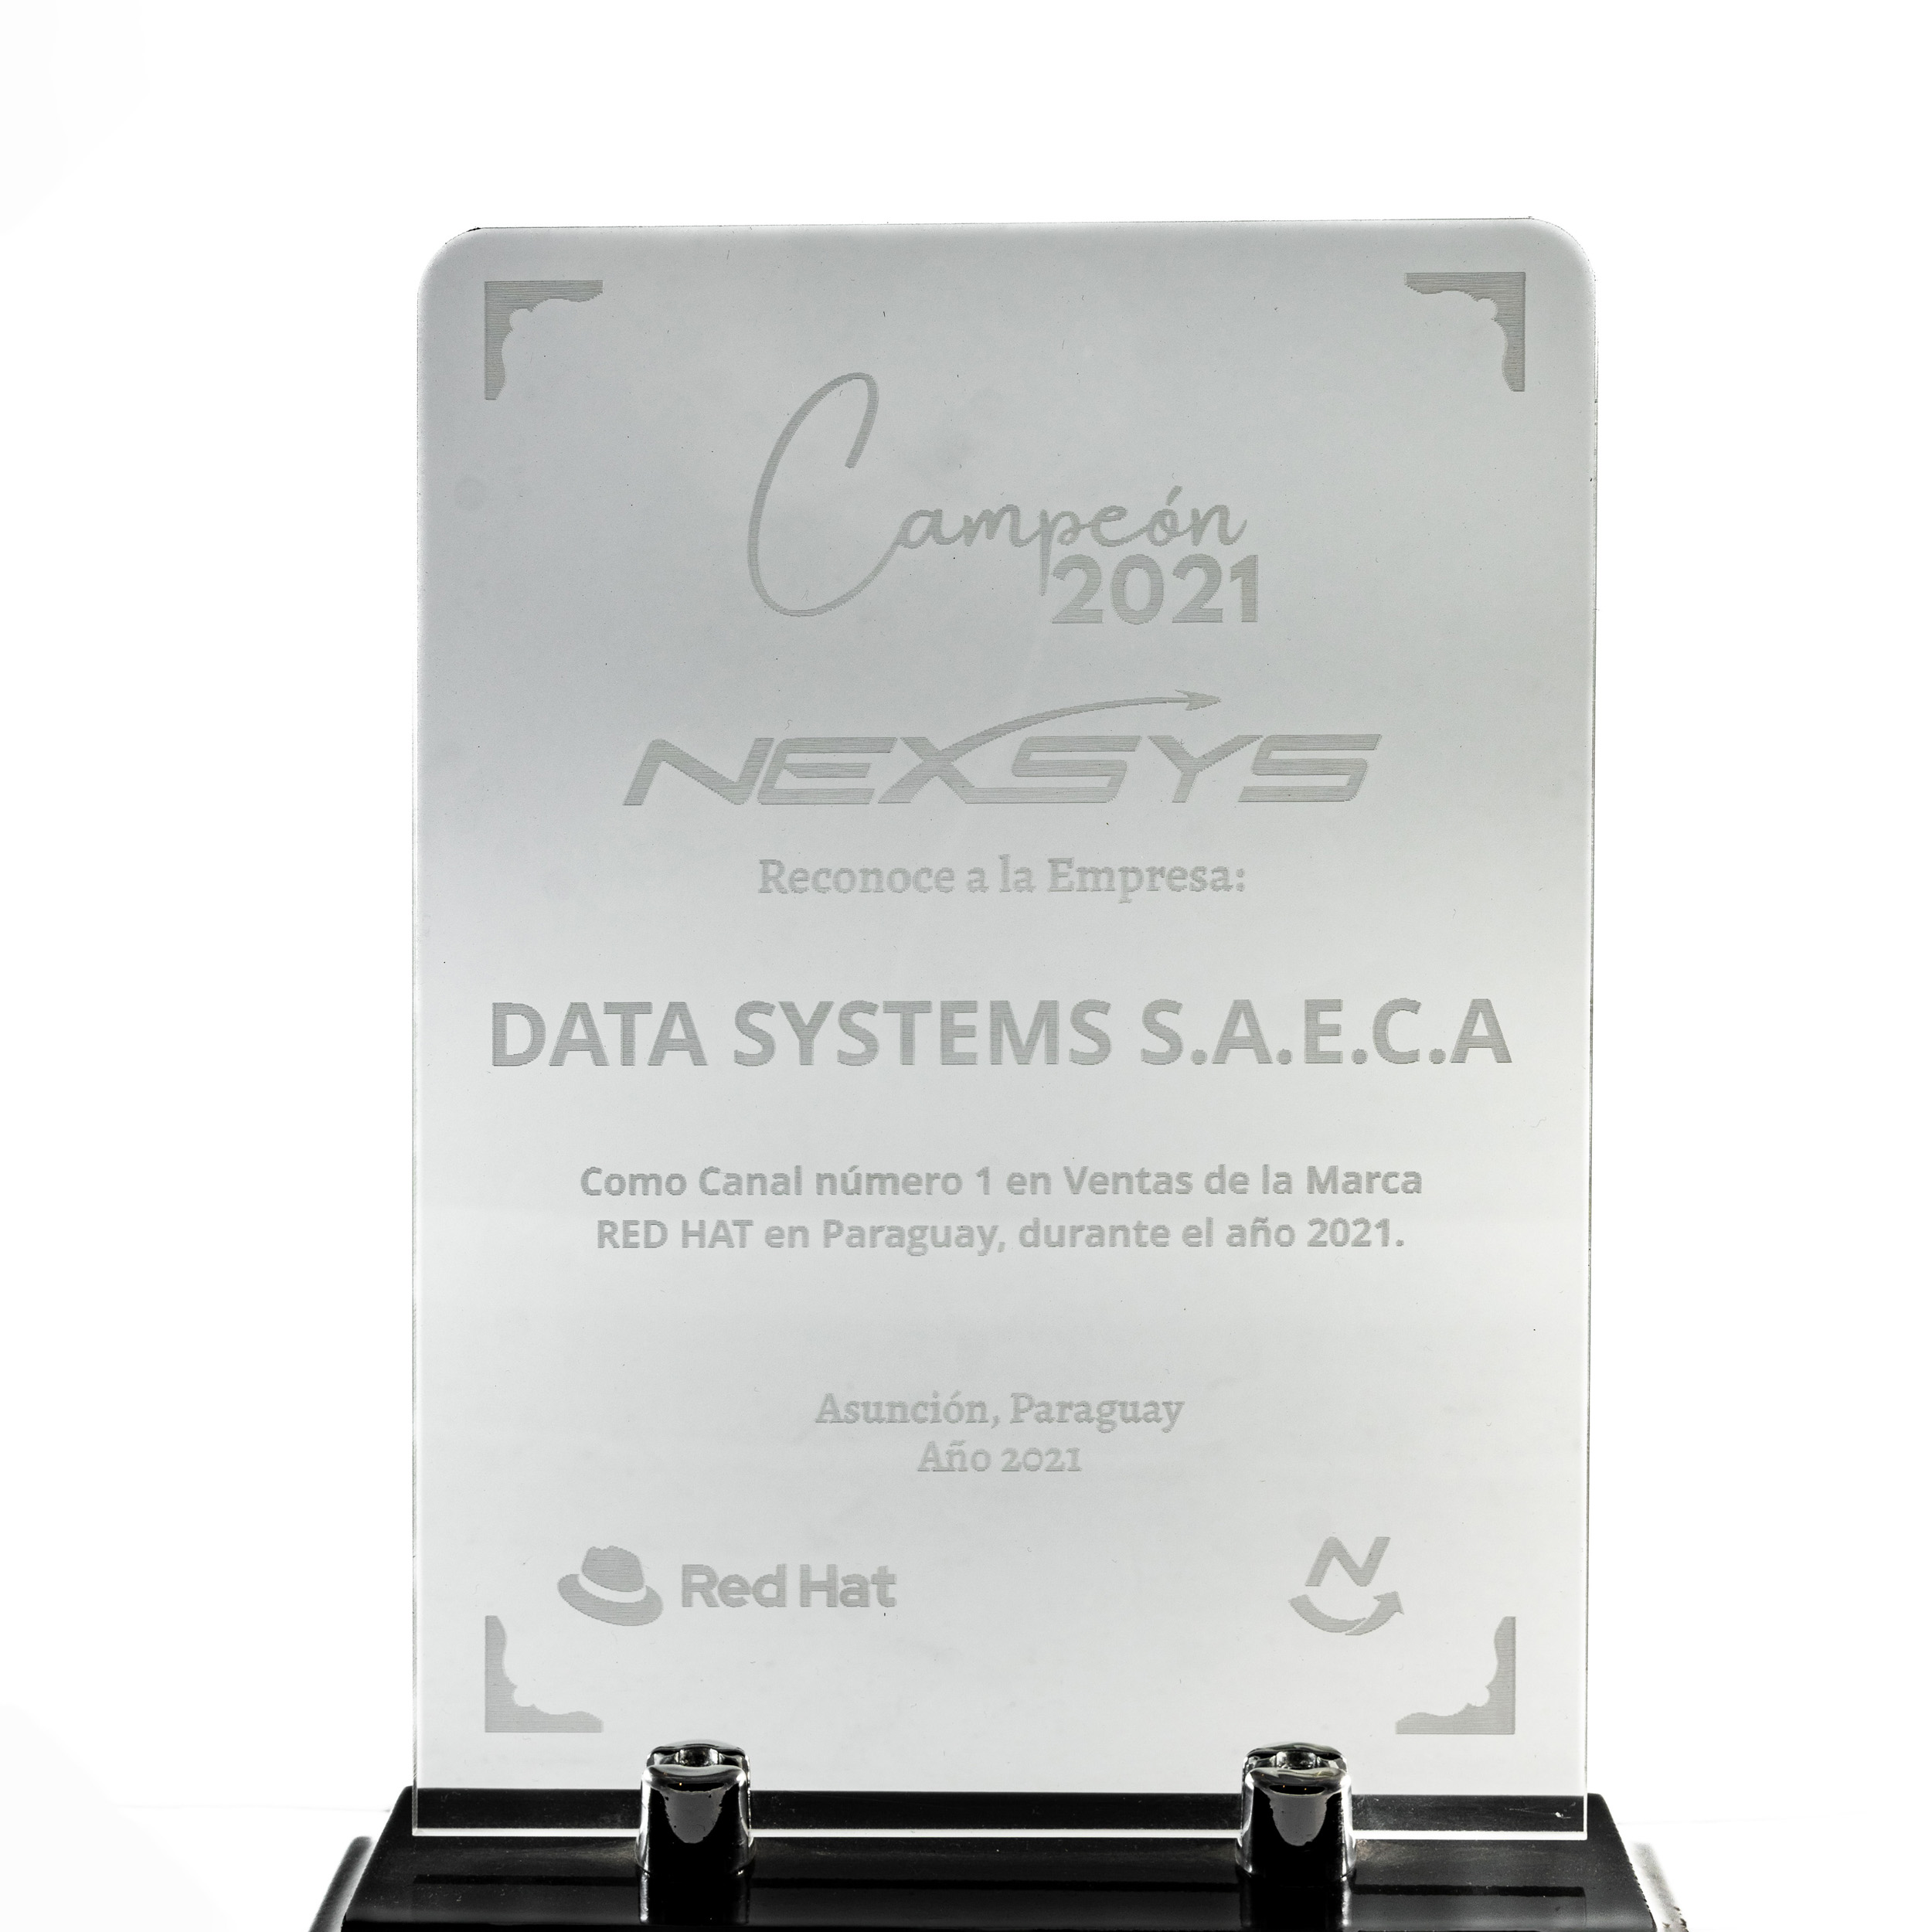 Campeón
2021
NEXSYS
Reconoce a la Empresa:
DATA SYSTEMS S.A.E.C.A
Como Canal número 1 en Ventas de la Marca
RED HAT en Paraguay, durante el año 2021.
Asunción, Paraguay
Año 2021
Red Hat
N